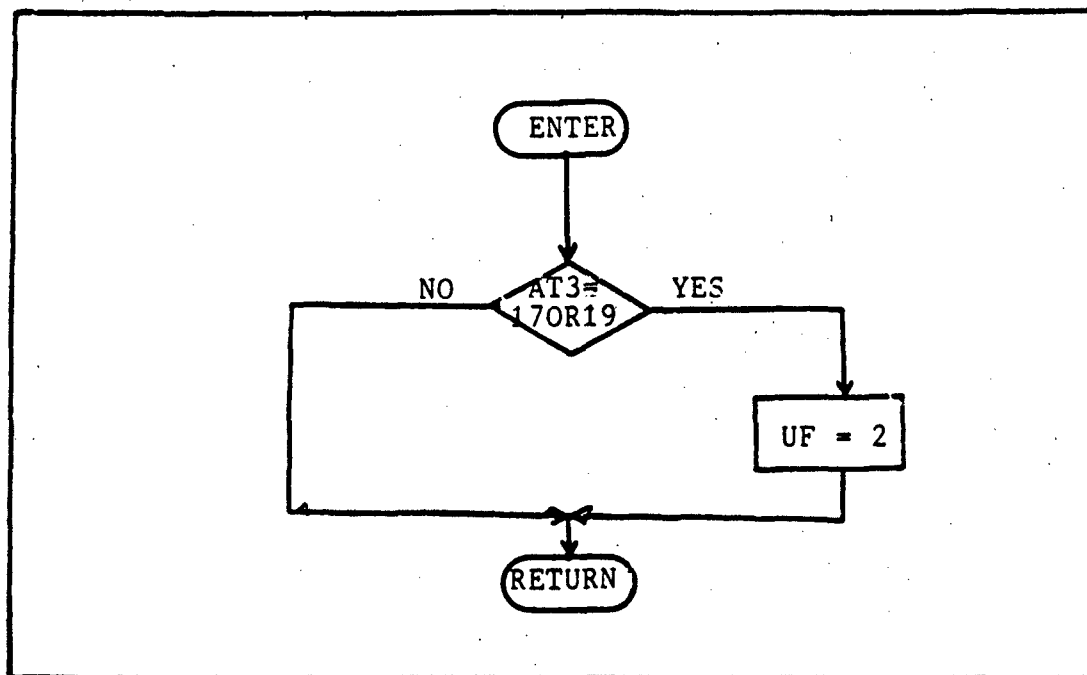 ENTER
NO
AT3=
17OR19
YES
UF = 2
RETURN